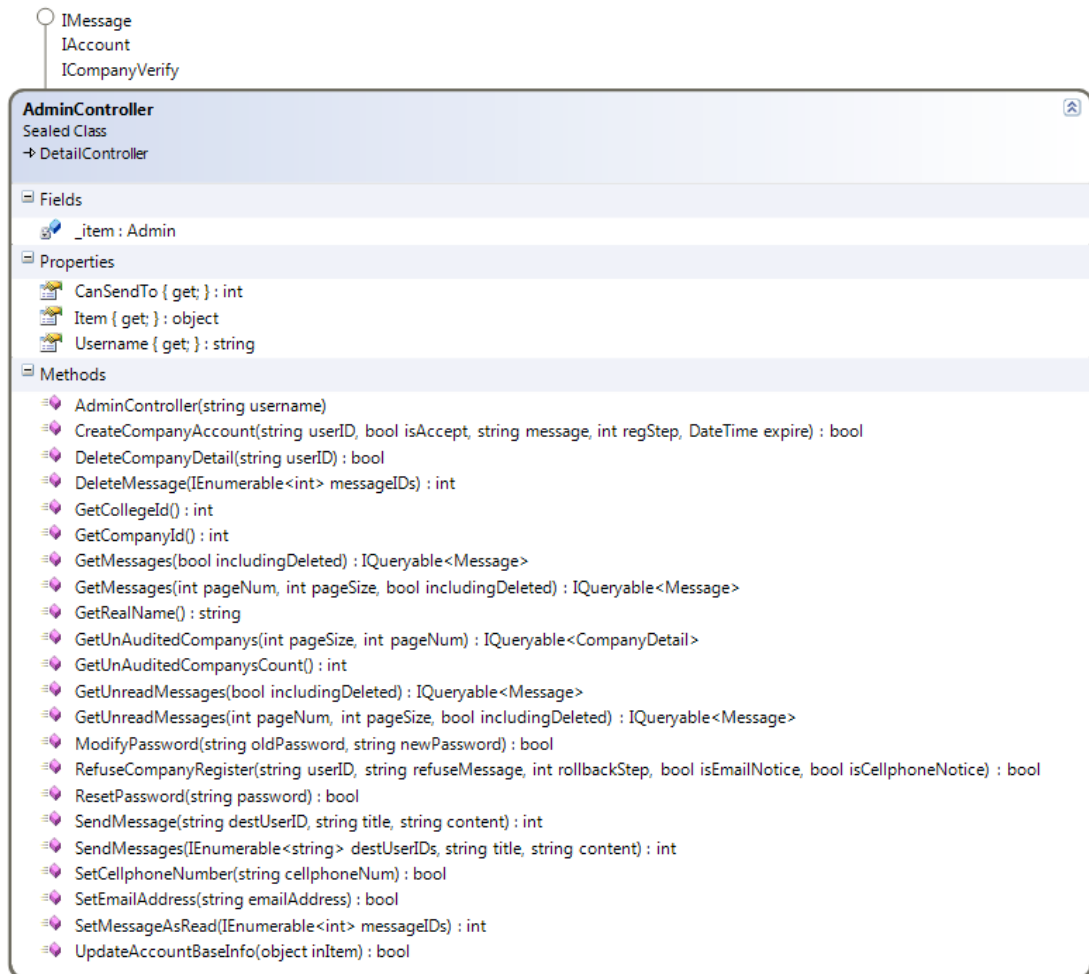 IMessage
IAccount
ICompanyVerify
AdminController
Sealed Class
DetailController
Fields
_item : Admin
Properties
CanSendTo { get; } : int
Item { get; } : object
Username { get; } : string
Methods
AdminController(string username)
CreateCompanyAccount(string userID, bool isAccept, string message, int regStep, DateTime expire) : bool
DeleteCompanyDetail(string userID) : bool
DeleteMessage(IEnumerable<int> messageIDs) : int
GetCollegeId() : int
GetCompanyId() : int
GetMessages(bool includingDeleted) : IQueryable<Message>
GetMessages(int pageNum, int pageSize, bool includingDeleted) : IQueryable<Message>
GetRealName() : string
GetUnAuditedCompanys(int pageSize, int pageNum) : IQueryable<CompanyDetail>
GetUnAuditedCompanysCount() : int
GetUnreadMessages(bool includingDeleted) : IQueryable<Message>
GetUnreadMessages(int pageNum, int pageSize, bool includingDeleted) : IQueryable<Message>
ModifyPassword(string oldPassword, string newPassword) : bool
RefuseCompanyRegister(string userID, string refuseMessage, int rollbackStep, bool isEmailNotice, bool isCellphoneNotice) : bool
ResetPassword(string password) : bool
SendMessage(string destUserID, string title, string content) : int
SendMessages(IEnumerable<string> destUserIDs, string title, string content) : int
SetCellphoneNumber(string cellphoneNum) : bool
SetEmailAddress(string emailAddress) : bool
SetMessageAsRead(IEnumerable<int> messageIDs) : int
UpdateAccountBaseInfo(object inItem) : bool